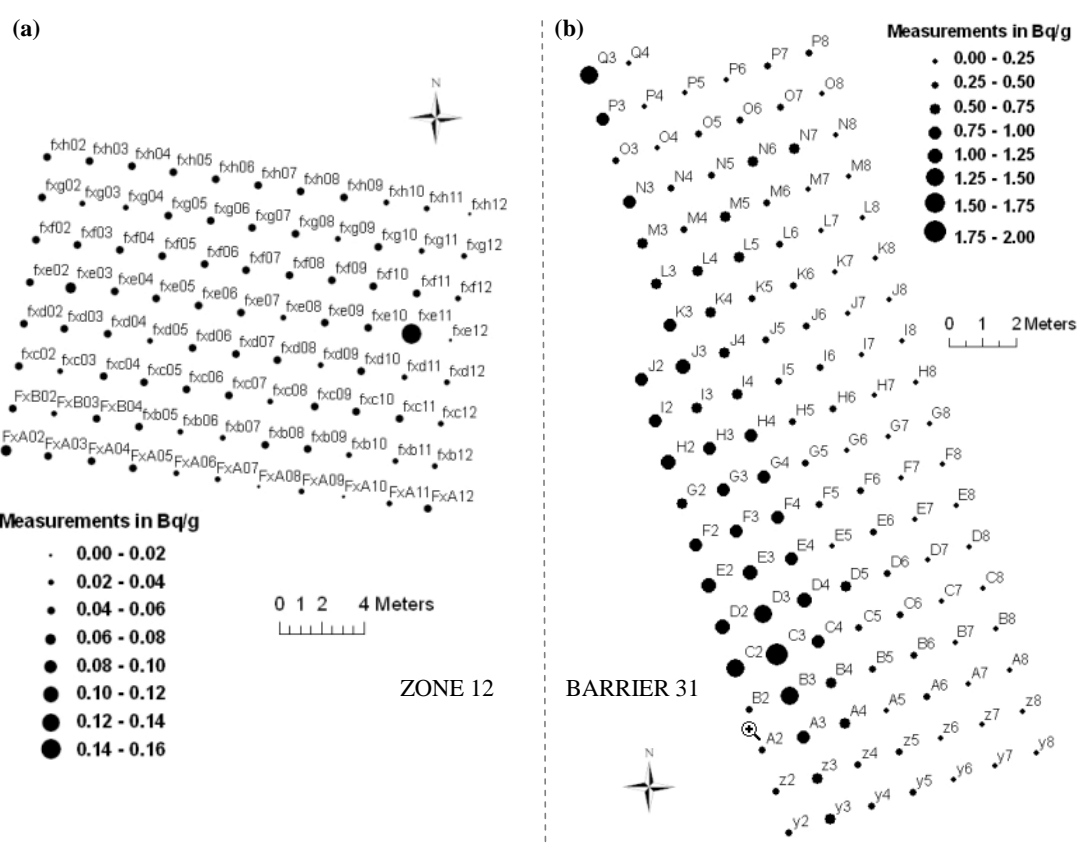 (a)
N
fxh02 fxh03 fxh04 fxh05 fxh06 fxh07 fxh08 fxh09 fxh10 fxh11 fxh12
fxg02 fxg03 fxg04 fxg05 fxg06 fxg07 fxg08 fxg09 fxg10 fxg11 fxg12
fxf02 fxf03 fxf04 fxf05 fxf06 fxf07 fxf08 fxf09 fxf10 fxf11 fxf12
fxe02 fxe03 fxe04 fxe05 fxe06 fxe07 fxe08 fxe09 fxe10 fxe11 fxe12
fxd02 fxd03 fxd04 fxd05 fxd06 fxd07 fxd08 fxd09 fxd10 fxd11 fxd12
fxc02 fxc03 fxc04 fxc05 fxc06 fxc07 fxc08 fxc09 fxc10 fxc11 fxc12
FxB02 FxB03 FxB04 fxb05 fxb06 fxb07 fxb08 fxb09 fxb10 fxb11 fxb12
FxA02 FxA03 FxA04 FxA05 FxA06 FxA07 FxA08 FxA09 FxA10 FxA11 FxA12
Measurements in Bq/g
0.00 - 0.02
0.02 - 0.04
0.04 - 0.06
0.06 - 0.08
0.08 - 0.10
0.10 - 0.12
0.12 - 0.14
0.14 - 0.16
0 1 2 4 Meters
ZONE 12
(b)
Measurements in Bq/g
0.00 - 0.25
0.25 - 0.50
0.50 - 0.75
0.75 - 1.00
1.00 - 1.25
1.25 - 1.50
1.50 - 1.75
1.75 - 2.00
0 1 2 Meters
Q3 Q4
P3 P4 P5 P6 P7 P8
O3 O4 O5 O6 O7 O8
N3 N4 N5 N6 N7 N8
M3 M4 M5 M6 M7 M8
L3 L4 L5 L6 L7 L8
K3 K4 K5 K6 K7 K8
J2 J3 J4 J5 J6 J7 J8
I2 I3 I4 I5 I6 I7 I8
H2 H3 H4 H5 H6 H7 H8
G2 G3 G4 G5 G6 G7 G8
F2 F3 F4 F5 F6 F7 F8
E2 E3 E4 E5 E6 E7 E8
D2 D3 D4 D5 D6 D7 D8
C2 C3 C4 C5 C6 C7 C8
B2 B3 B4 B5 B6 B7 B8
A2 A3 A4 A5 A6 A7 A8
z2 z3 z4 z5 z6 z7 z8
y2 y3 y4 y5 y6 y7 y8
BARRIER 31
N